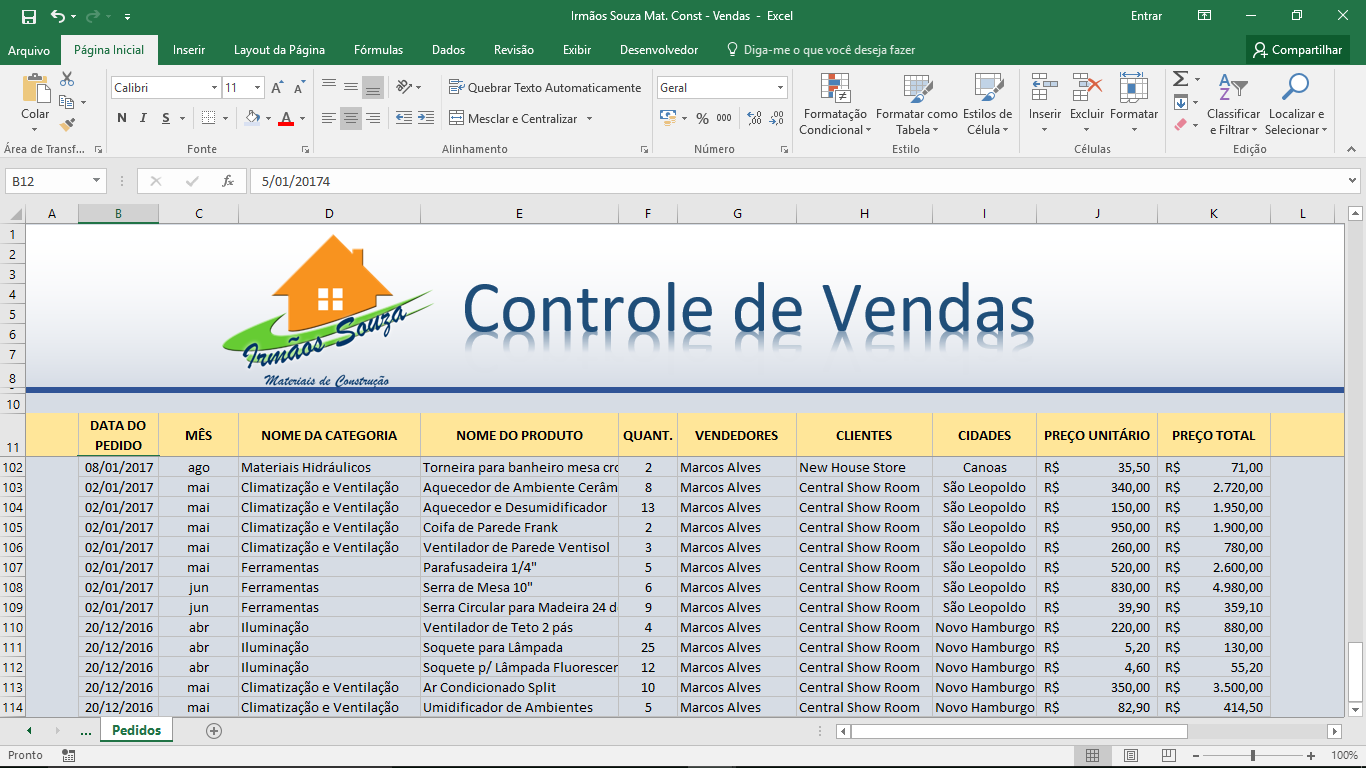 Irmãos Souza Mat. Const - Vendas - Excel
Entrar
Arquivo Página Inicial Inserir Layout da Página Fórmulas Dados Revisão Exibir Desenvolvedor Diga-me o que você deseja fazer Compartilhar
Colar
Calibri 11
N I S
Quebrar Texto Automaticamente
Mesclar e Centralizar
Geral
% 000
Formatação Condicional
Formatar como Tabela
Estilos de Célula
Inserir Excluir Formatar
Classificar e Filtrar
Localizar e Selecionar
Área de Transf... Fonte Alinhamento Número Estilo Células Edição
B12 fx 5/01/20174
A B C D E F G H I J K L
1
2
3
4
5
6
7
8
10
11
Irmãos Souza
Materiais de Construção
Controle de Vendas
DATA DO PEDIDO MÊS NOME DA CATEGORIA NOME DO PRODUTO QUANT. VENDEDORES CLIENTES CIDADES PREÇO UNITÁRIO PREÇO TOTAL
102 08/01/2017 ago Materiais Hidráulicos Torneira para banheiro mesa cro 2 Marcos Alves New House Store Canoas R$ 35,50 R$ 71,00
103 02/01/2017 mai Climatização e Ventilação Aquecedor de Ambiente Cerâm 8 Marcos Alves Central Show Room São Leopoldo R$ 340,00 R$ 2.720,00
104 02/01/2017 mai Climatização e Ventilação Aquecedor e Desumidificador 13 Marcos Alves Central Show Room São Leopoldo R$ 150,00 R$ 1.950,00
105 02/01/2017 mai Climatização e Ventilação Coifa de Parede Frank 2 Marcos Alves Central Show Room São Leopoldo R$ 950,00 R$ 1.900,00
106 02/01/2017 mai Climatização e Ventilação Ventilador de Parede Ventisol 3 Marcos Alves Central Show Room São Leopoldo R$ 260,00 R$ 780,00
107 02/01/2017 mai Ferramentas Parafusadeira 1/4" 5 Marcos Alves Central Show Room São Leopoldo R$ 520,00 R$ 2.600,00
108 02/01/2017 jun Ferramentas Serra de Mesa 10" 6 Marcos Alves Central Show Room São Leopoldo R$ 830,00 R$ 4.980,00
109 02/01/2017 jun Ferramentas Serra Circular para Madeira 24 d 9 Marcos Alves Central Show Room São Leopoldo R$ 39,90 R$ 359,10
110 20/12/2016 abr Iluminação Ventilador de Teto 2 pás 4 Marcos Alves Central Show Room Novo Hamburgo R$ 220,00 R$ 880,00
111 20/12/2016 abr Iluminação Soquete para Lâmpada 25 Marcos Alves Central Show Room Novo Hamburgo R$ 5,20 R$ 130,00
112 20/12/2016 abr Iluminação Soquete p/ Lâmpada Fluorescer 12 Marcos Alves Central Show Room Novo Hamburgo R$ 4,60 R$ 55,20
113 20/12/2016 mai Climatização e Ventilação Ar Condicionado Split 10 Marcos Alves Central Show Room Novo Hamburgo R$ 350,00 R$ 3.500,00
114 20/12/2016 mai Climatização e Ventilação Umidificador de Ambientes 5 Marcos Alves Central Show Room Novo Hamburgo R$ 82,90 R$ 414,50
... Pedidos
Pronto 100%